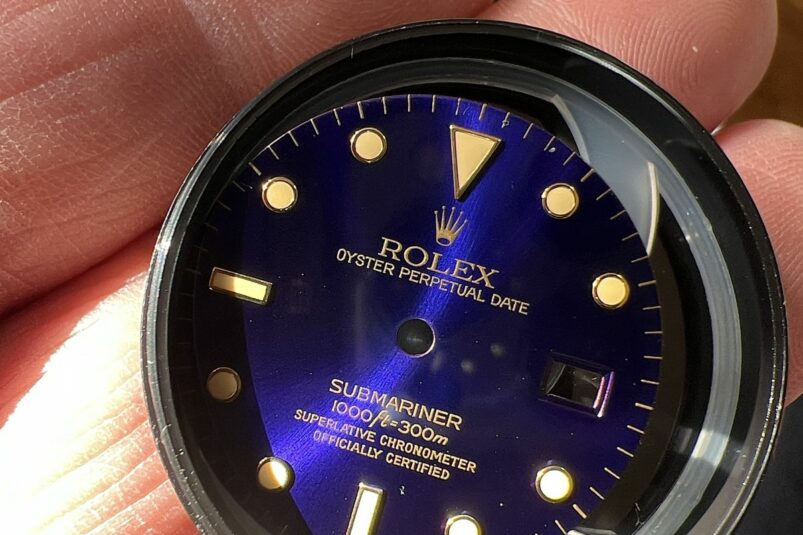 ROLEX
OYSTER PERPETUAL DATE
SUBMARINER
1000ft=300m
SUPERLATIVE CHRONOMETER
OFFICIALLY CERTIFIED